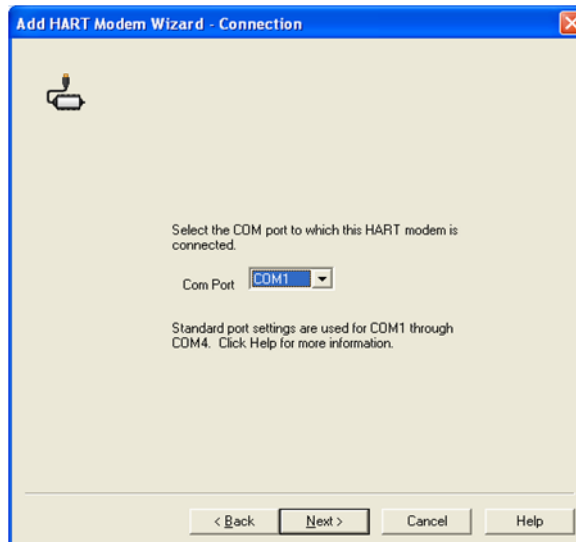 Add HART Modem Wizard - Connection
Select the COM port to which this HART modem is
connected.
Com Port COM1
Standard port settings are used for COM1 through
COM4. Click Help for more information.
< Back Next > Cancel Help